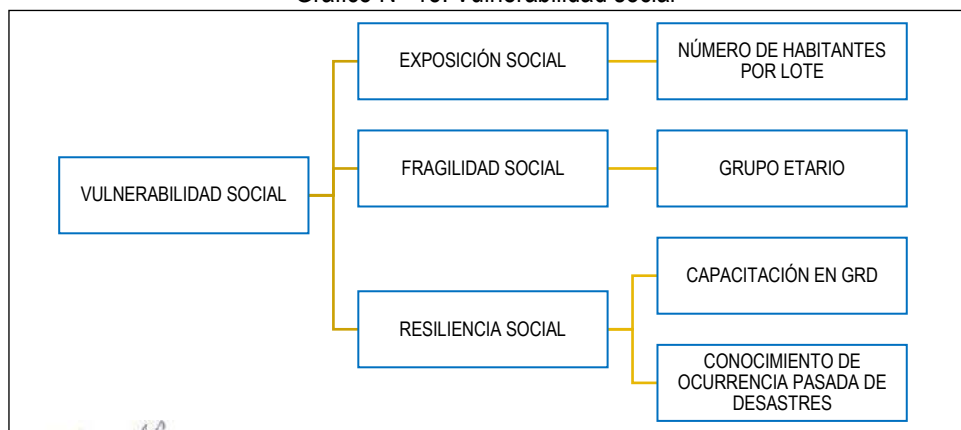 EXPOSICIÓN SOCIAL
NÚMERO DE HABITANTES
POR LOTE
VULNERABILIDAD SOCIAL
FRAGILIDAD SOCIAL
GRUPO ETARIO
RESILIENCIA SOCIAL
CAPACITACIÓN EN GRD
CONOCIMIENTO DE
OCURRENCIA PASADA DE
DESASTRES